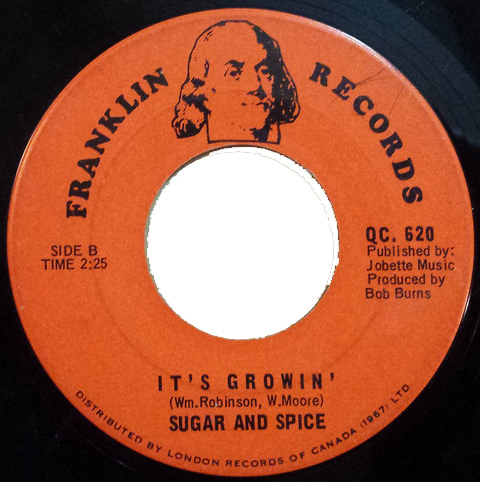 FRANKLIN RECORDS
SIDE B
TIME 2:25
QC. 620
Published by:
Jobette Music
Produced by
Bob Burns
IT'S GROWIN'
(Wm.Robinson, W.Moore)
SUGAR AND SPICE
DISTRIBUTED BY LONDON RECORDS OF CANADA (1967) LTD.